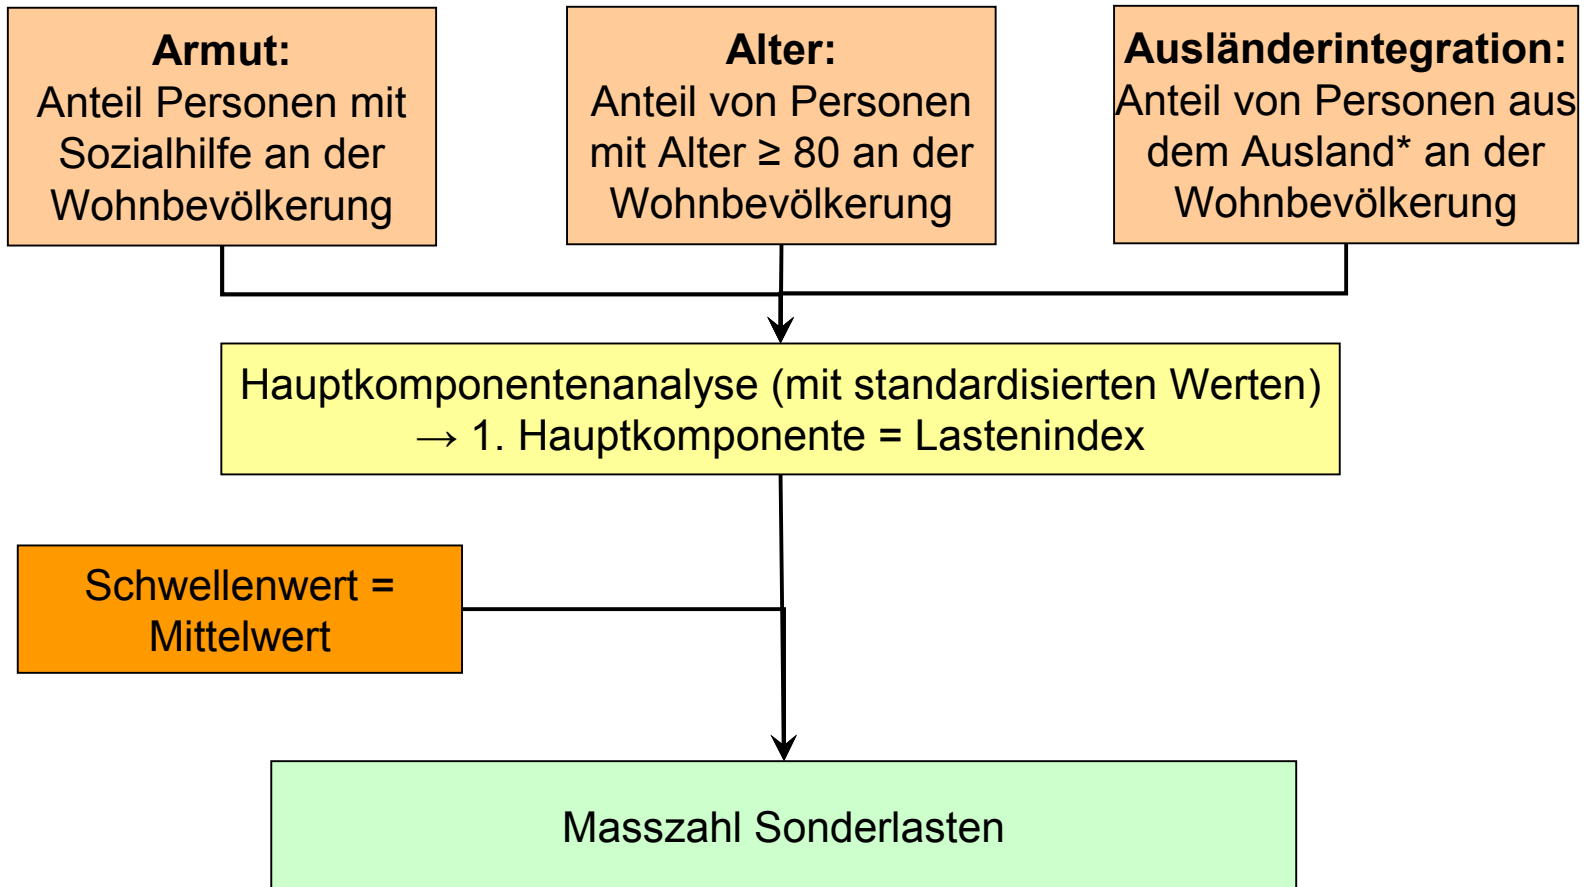 Armut:
Anteil Personen mit
Sozialhilfe an der
Wohnbevölkerung
Alter:
Anteil von Personen
mit Alter ≥ 80 an der
Wohnbevölkerung
Ausländerintegration:
Anteil von Personen aus
dem Ausland* an der
Wohnbevölkerung
Hauptkomponentenanalyse (mit standardisierten Werten)
→ 1. Hauptkomponente = Lastenindex
Schwellenwert =
Mittelwert
Masszahl Sonderlasten